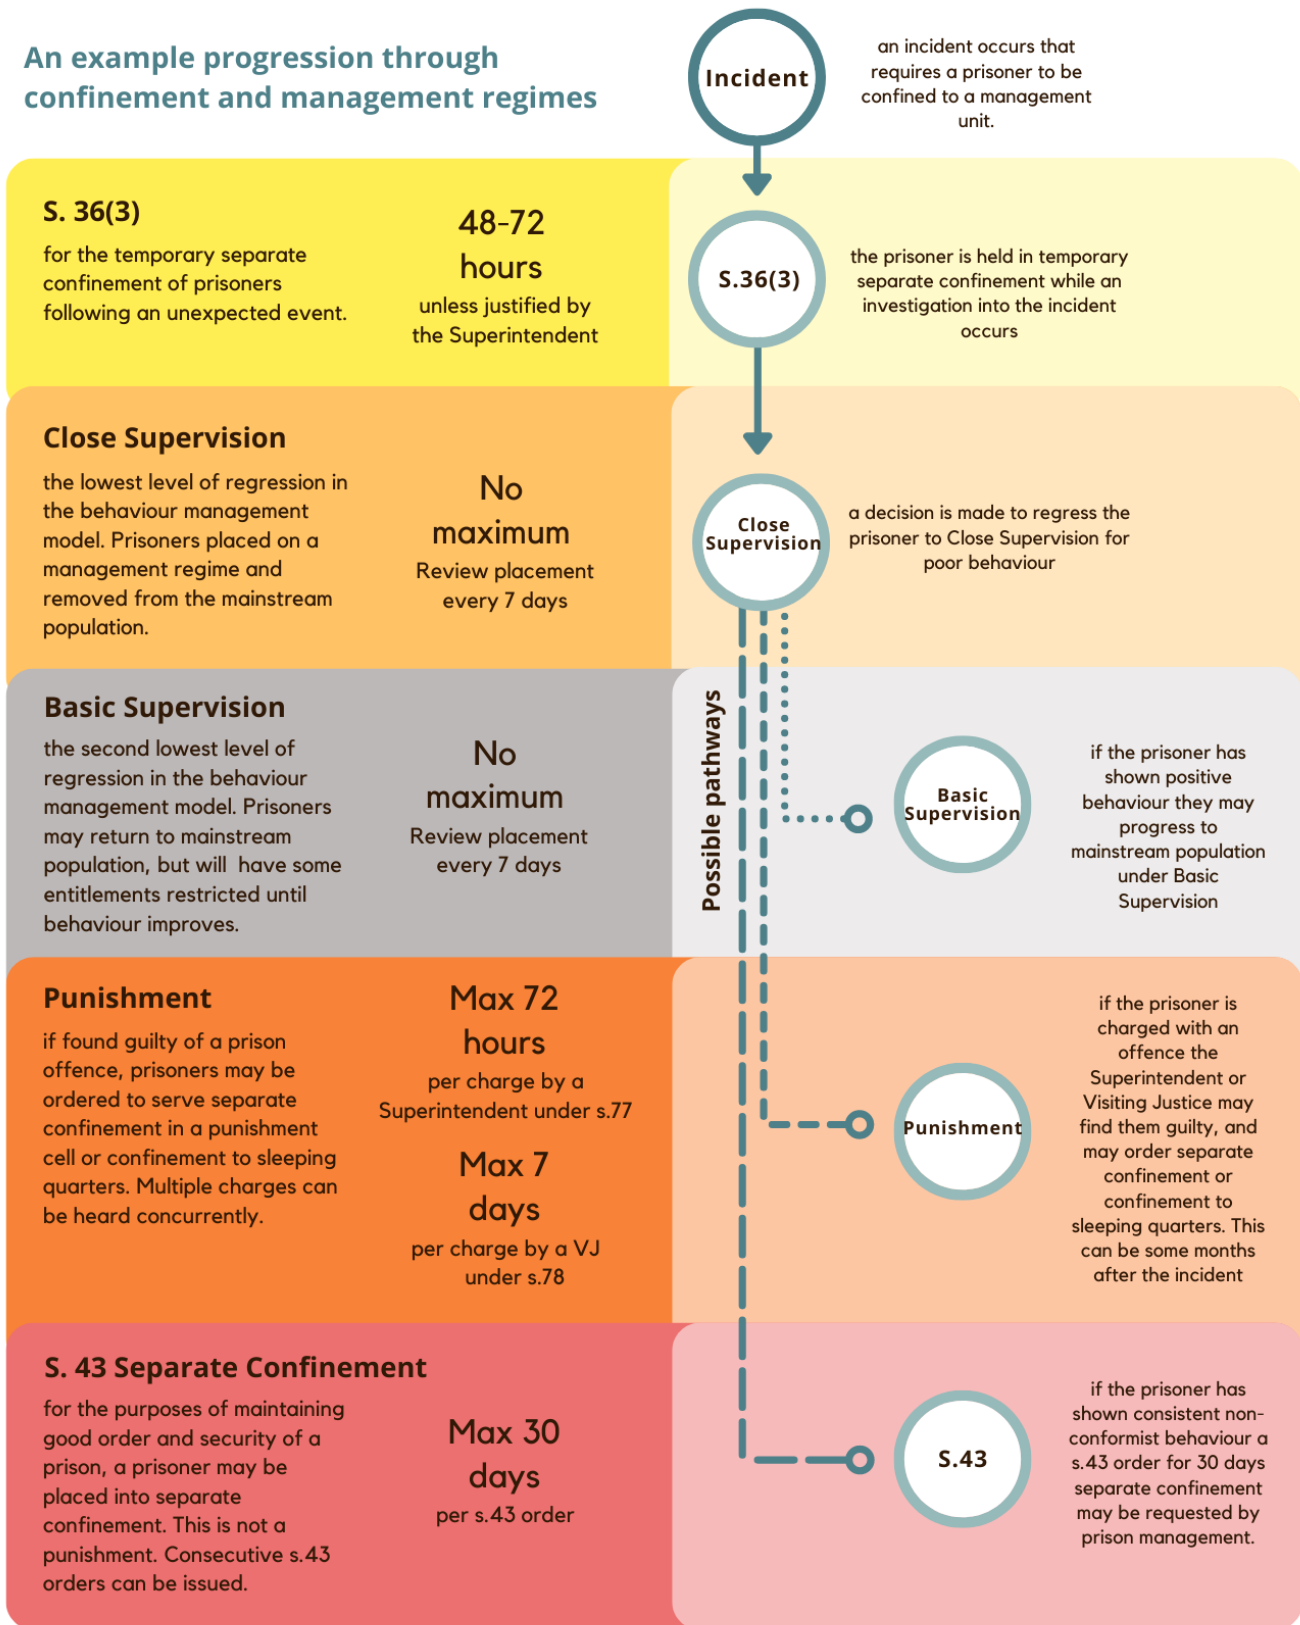 An example progression through
confinement and management regimes
Incident
an incident occurs that
requires a prisoner to be
confined to a management
unit.
S. 36(3)
for the temporary separate
confinement of prisoners
following an unexpected event.
48-72
hours
unless justified by
the Superintendent
S.36(3)
the prisoner is held in temporary
separate confinement while an
investigation into the incident
occurs
Close Supervision
the lowest level of regression in
the behaviour management
model. Prisoners placed on a
management regime and
removed from the mainstream
population.
No
maximum
Review placement
every 7 days
Close
Supervision
a decision is made to regress the
prisoner to Close Supervision for
poor behaviour
Basic Supervision
the second lowest level of
regression in the behaviour
management model. Prisoners
may return to mainstream
population, but will  have some
entitlements restricted until
behaviour improves.
No
maximum
Review placement
every 7 days
Possible pathways
Basic
Supervision
if the prisoner has
shown positive
behaviour they may
progress to
mainstream population
under Basic
Supervision
Punishment
if found guilty of a prison
offence, prisoners may be
ordered to serve separate
confinement in a punishment
cell or confinement to sleeping
quarters. Multiple charges can
be heard concurrently.
Max 72
hours
per charge by a
Superintendent under s.77
Max 7
days
per charge by a VJ
under s.78
Punishment
if the prisoner is
charged with an
offence the
Superintendent or
Visiting Justice may
find them guilty, and
may order separate
confinement or
confinement to
sleeping quarters. This
can be some months
after the incident
S. 43 Separate Confinement
for the purposes of maintaining
good order and security of a
prison, a prisoner may be
placed into separate
confinement. This is not a
punishment. Consecutive s.43
orders can be issued.
Max 30
days
per s.43 order
S.43
if the prisoner has
shown consistent non-
conformist behaviour a
s.43 order for 30 days
separate confinement
may be requested by
prison management.